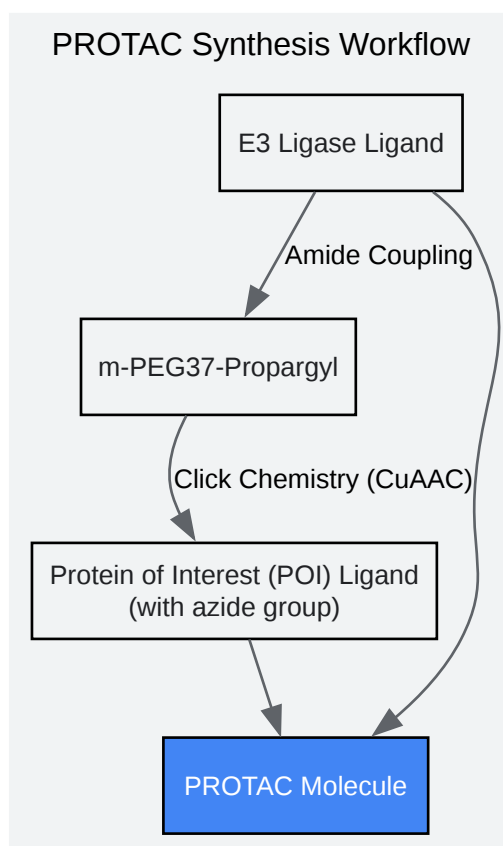 PROTAC Synthesis Workflow
E3 Ligase Ligand
Amide Coupling
m-PEG37-Propargyl
Click Chemistry (CuAAC)
Protein of Interest (POI) Ligand
(with azide group)
PROTAC Molecule